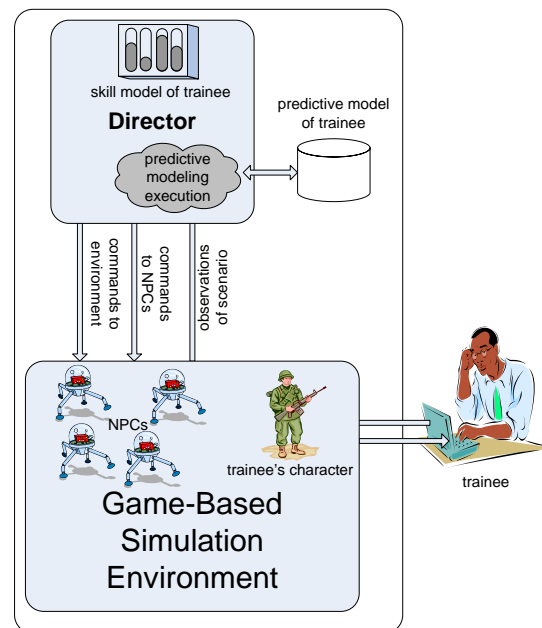 skill model of trainee
Director
predictive
modeling
execution
predictive model
of trainee
commands to
environment
commands
to NPCs
observations
of scenario
NPCs
trainee's character
trainee
Game-Based
Simulation
Environment